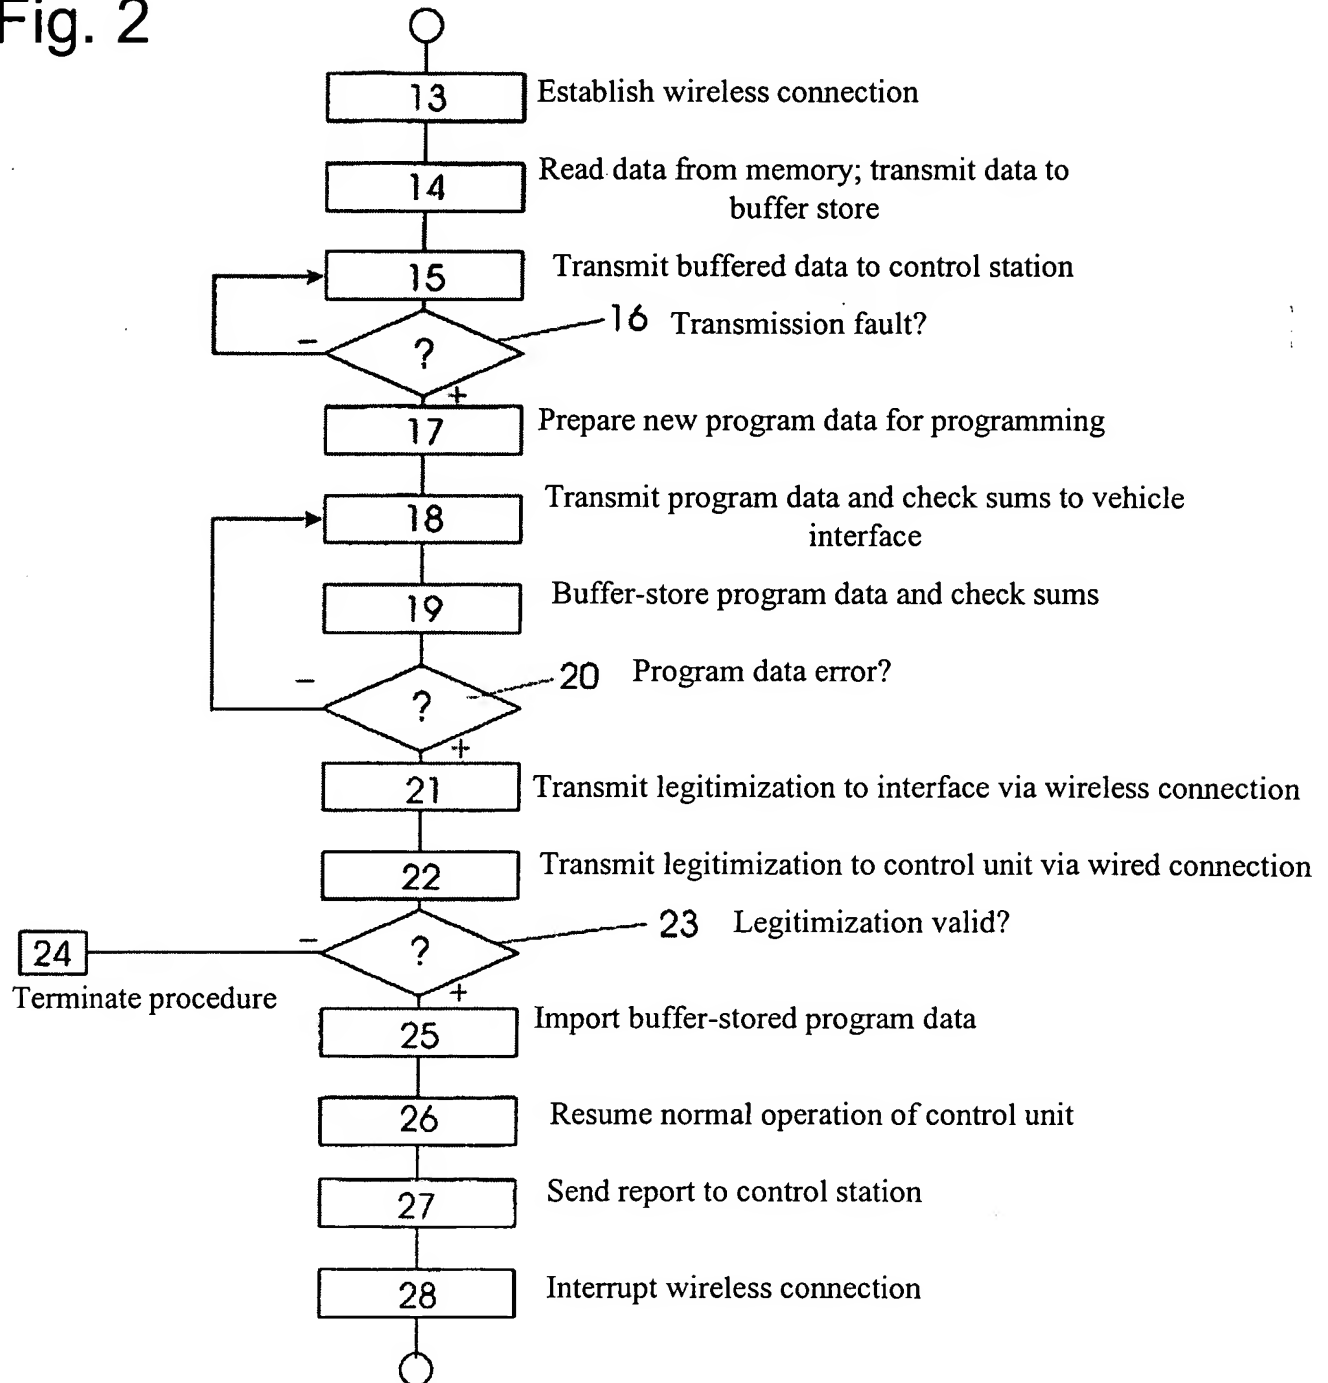 Fig. 2
13 Establish wireless connection
14 Read data from memory; transmit data to
buffer store
15 Transmit buffered data to control station
16 Transmission fault?
− ?
+
17 Prepare new program data for programming
18 Transmit program data and check sums to vehicle
interface
19 Buffer-store program data and check sums
20 Program data error?
− ?
+
21 Transmit legitimization to interface via wireless connection
22 Transmit legitimization to control unit via wired connection
23 Legitimization valid?
24 − ?
Terminate procedure
+
25 Import buffer-stored program data
26 Resume normal operation of control unit
27 Send report to control station
28 Interrupt wireless connection